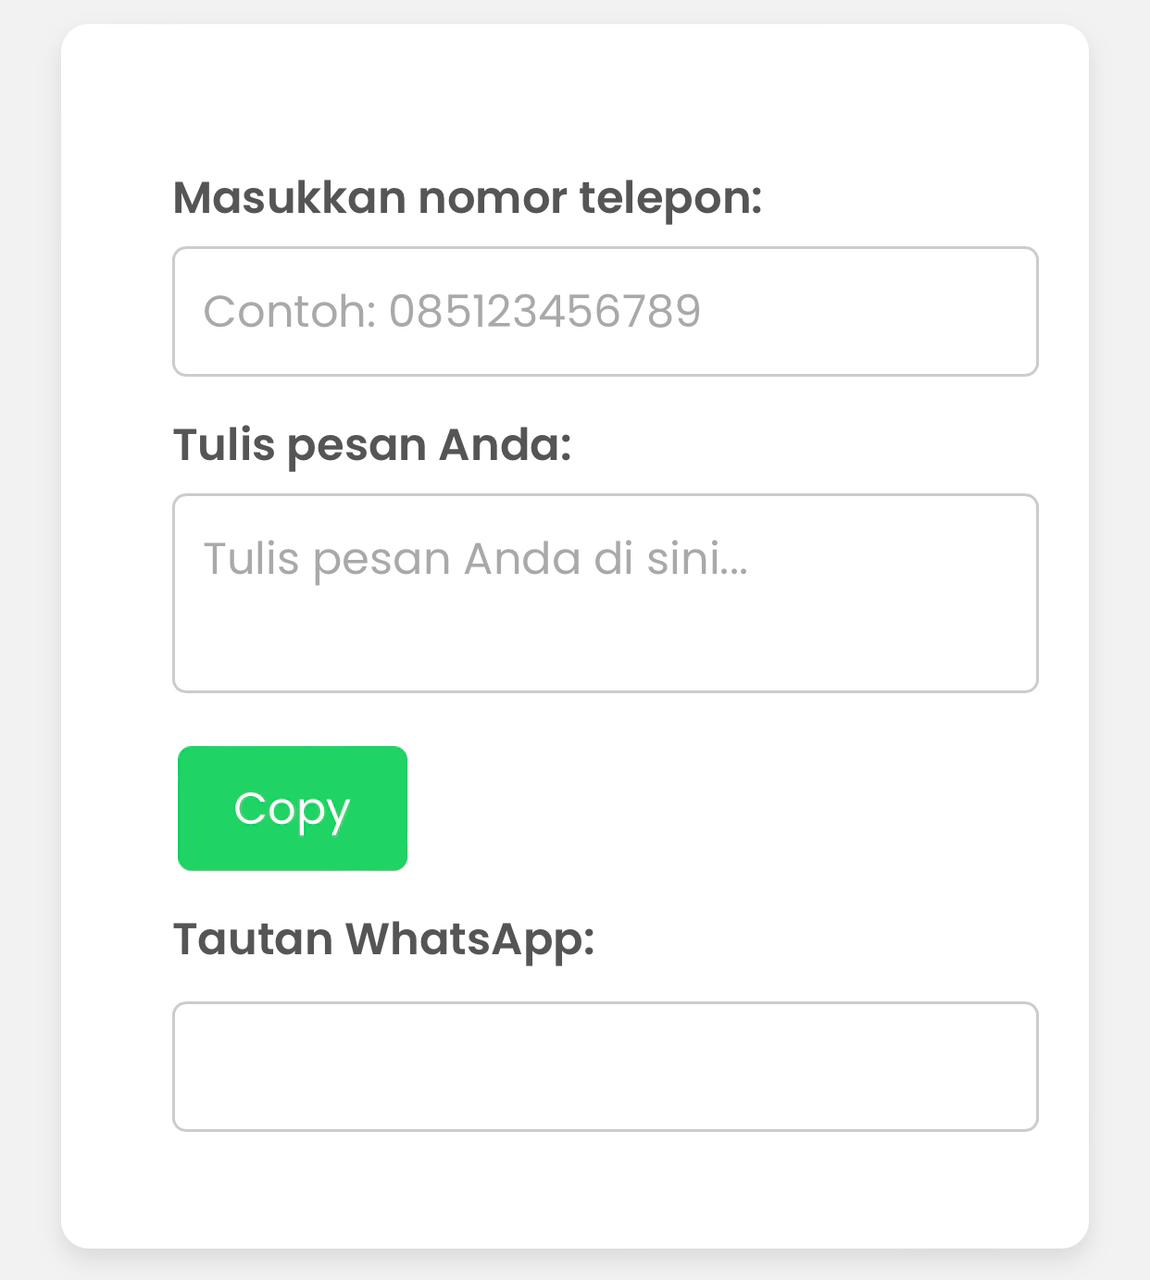 Masukkan nomor telepon:
Contoh: 085123456789
Tulis pesan Anda:
Tulis pesan Anda di sini...
Copy
Tautan WhatsApp: